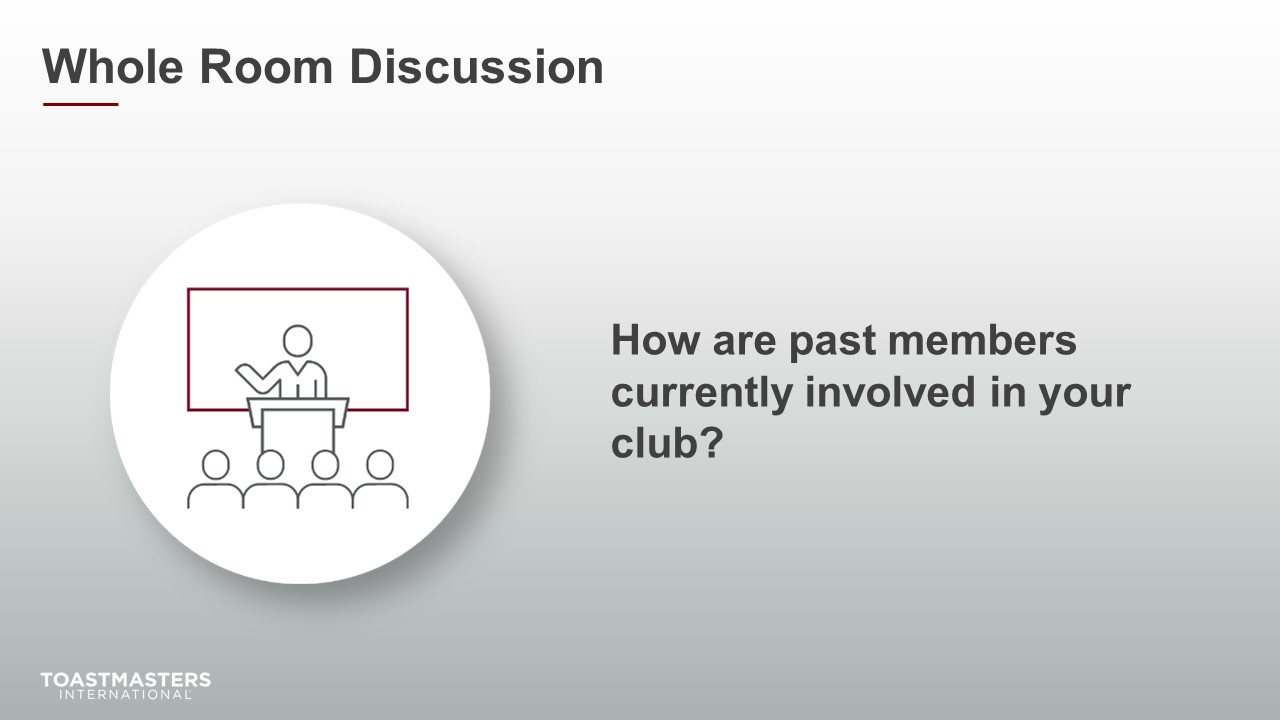 Whole Room Discussion
How are past members
currently involved in your
club?
TOASTMASTERS
INTERNATIONAL